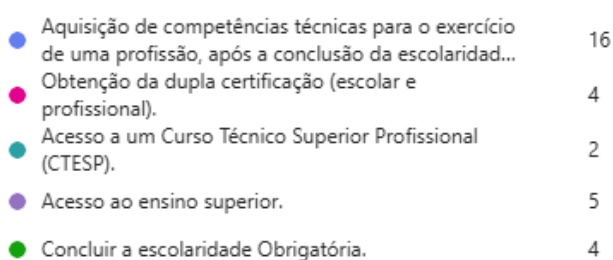 Aquisição de competências técnicas para o exercício
de uma profissão, após a conclusão da escolaridad...
16
Obtenção da dupla certificação (escolar e
profissional).
4
Acesso a um Curso Técnico Superior Profissional
(CTESP).
2
Acesso ao ensino superior.
5
Concluir a escolaridade Obrigatória.
4